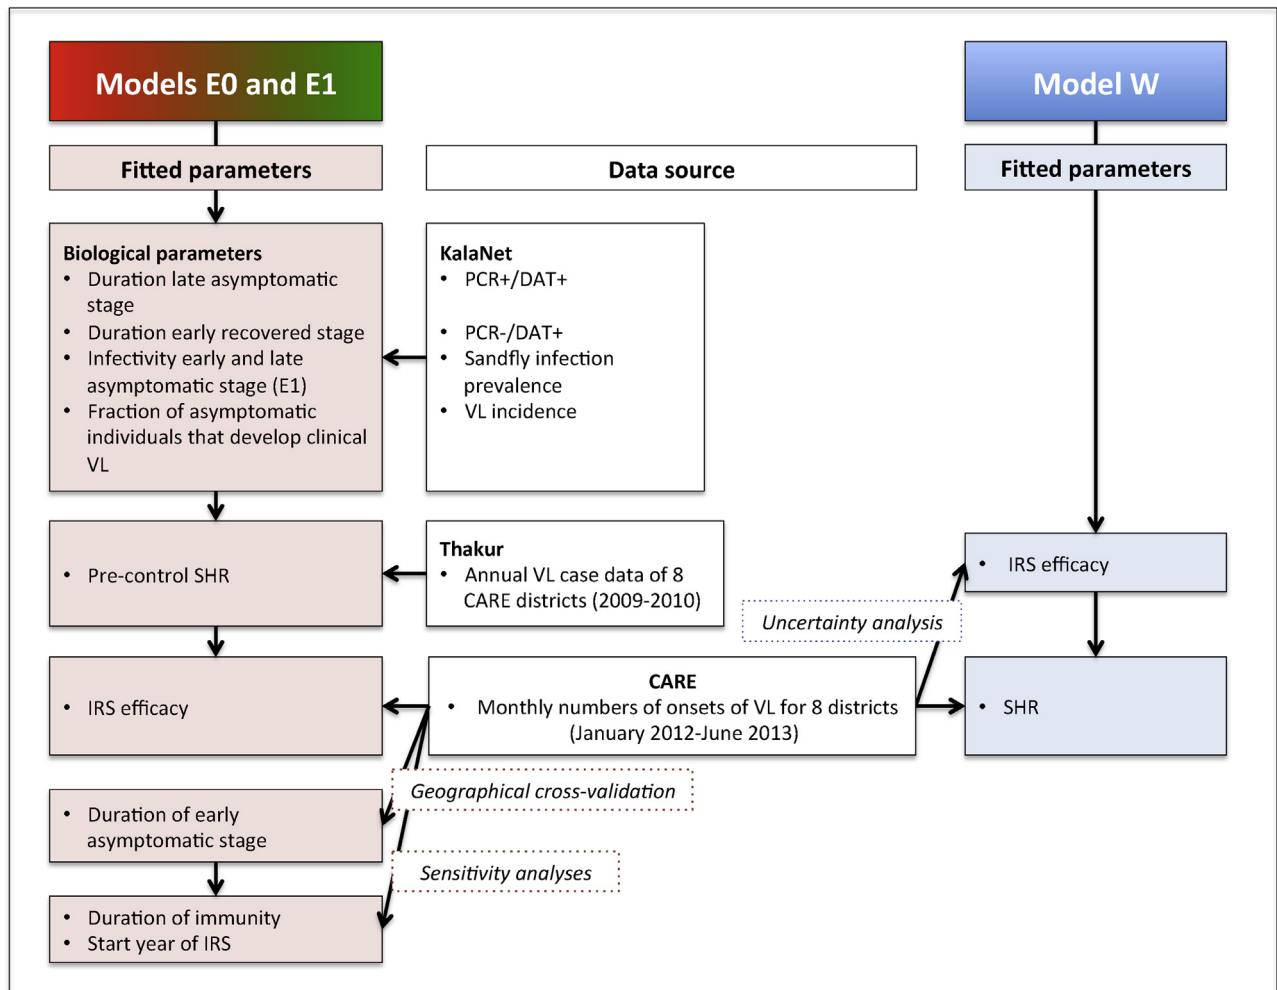 Models E0 and E1
Model W
Fitted parameters
Data source
Fitted parameters
Biological parameters
• Duration late asymptomatic
stage
• Duration early recovered stage
• Infectivity early and late
asymptomatic stage (E1)
• Fraction of asymptomatic
individuals that develop clinical
VL
KalaNet
• PCR+/DAT+
• PCR-/DAT+
• Sandfly infection
prevalence
• VL incidence
• Pre-control SHR
Thakur
• Annual VL case data of 8
CARE districts (2009-2010)
• IRS efficacy
Uncertainty analysis
• IRS efficacy
CARE
• Monthly numbers of onsets of VL for 8 districts
(January 2012-June 2013)
• SHR
Geographical cross-validation
• Duration of early
asymptomatic stage
Sensitivity analyses
• Duration of immunity
• Start year of IRS